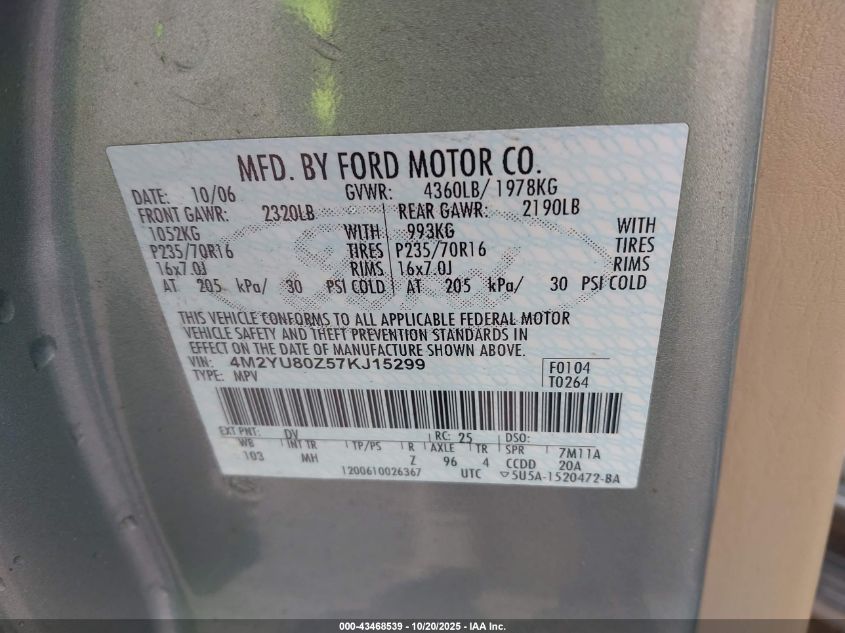 MFD. BY FORD MOTOR CO.
DATE: 10/06 GVWR: 4360LB/ 1978KG
FRONT GAWR: 2320LB REAR GAWR: 2190LB
1052KG WITH 993KG WITH
P235/70R16 TIRES P235/70R16 TIRES
16x7.0J RIMS 16x7.0J RIMS
AT 205 kPa/ 30 PSI COLD AT 205 kPa/ 30 PSI COLD
THIS VEHICLE CONFORMS TO ALL APPLICABLE FEDERAL MOTOR
VEHICLE SAFETY AND THEFT PREVENTION STANDARDS IN
EFFECT ON THE DATE OF MANUFACTURE SHOWN ABOVE.
VIN: 4M2YU80Z57KJ15299 F0104
TYPE: MPV T0264
EXT PNT: DV RC: 25 DSO:
WB INT TR TP/PS R AXLE TR SPR 7M11A
103 MH Z 96 4 CCDD 20A
1200610026367 UTC ▽5U5A-1520472-BA
Ford
000-43468539 - 10/20/2025 - IAA Inc.